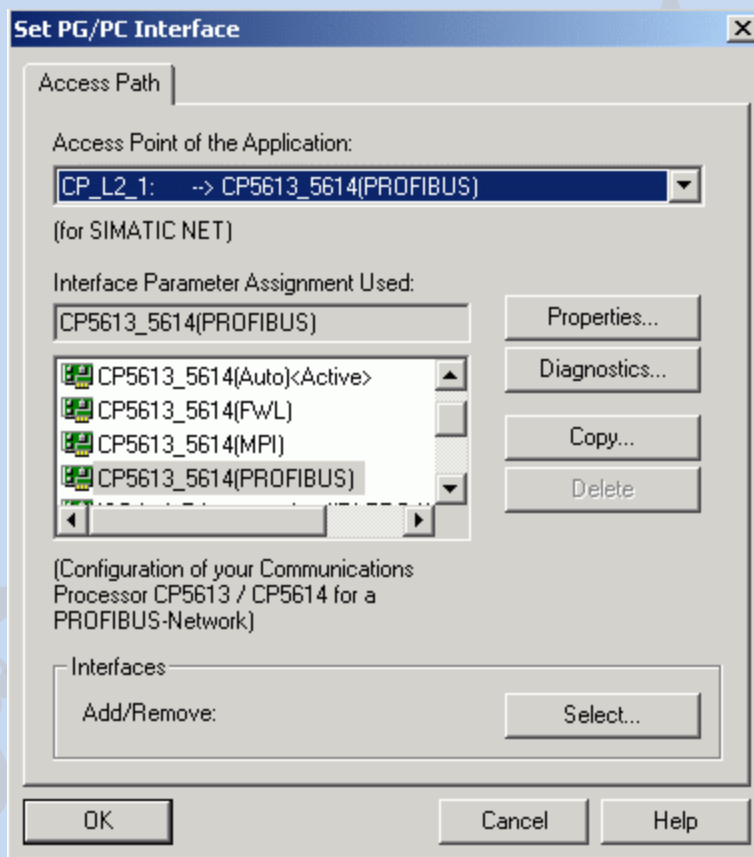 Set PG/PC Interface
Access Path
Access Point of the Application:
CP_L2_1: --> CP5613_5614(PROFIBUS)
(for SIMATIC NET)
Interface Parameter Assignment Used:
CP5613_5614(PROFIBUS)
Properties...
CP5613_5614(Auto)<Active>
Diagnostics...
CP5613_5614(FWL)
CP5613_5614(MPI)
Copy...
CP5613_5614(PROFIBUS)
Delete
(Configuration of your Communications
Processor CP5613 / CP5614 for a
PROFIBUS-Network)
Interfaces
Add/Remove:
Select...
OK
Cancel
Help